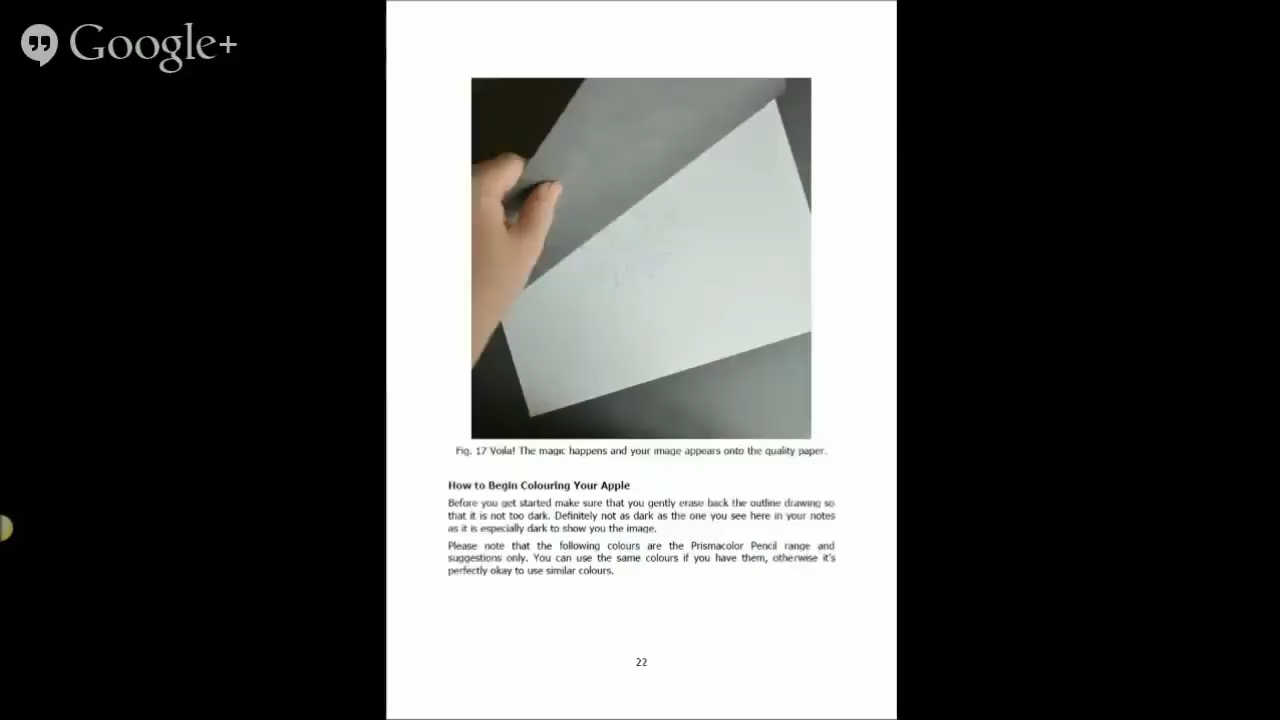 Google+
Fig. 17 Voila! The magic happens and your image appears onto the quality paper.
How to Begin Colouring Your Apple
Before you get started make sure that you gently erase back the outline drawing so
that it is not too dark. Definitely not as dark as the one you see here in your notes
as it is especially dark to show you the image.
Please note that the following colours are the Prismacolor Pencil range and
suggestions only. You can use the same colours if you have them, otherwise it's
perfectly okay to use similar colours.
22